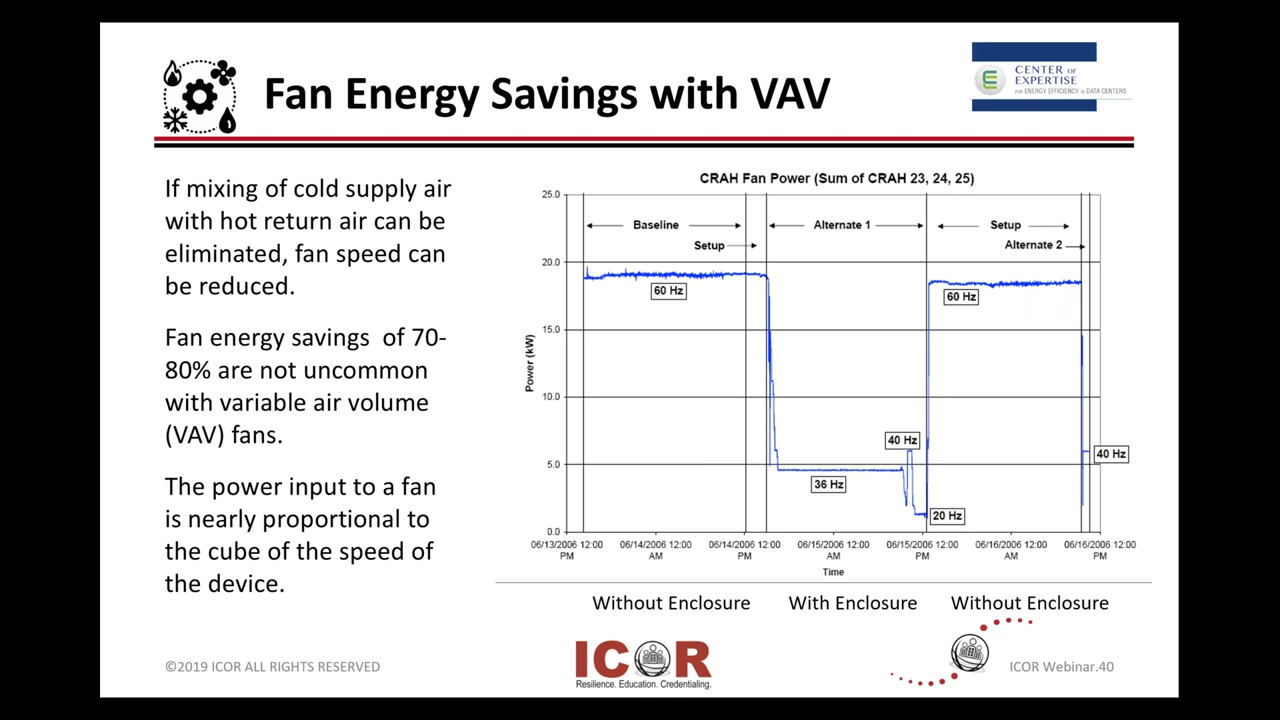 Fan Energy Savings with VAV
CENTER OF
EXPERTISE
FOR ENERGY EFFICIENCY IN DATA CENTERS
If mixing of cold supply air
with hot return air can be
eliminated, fan speed can
be reduced.
Fan energy savings  of 70-
80% are not uncommon
with variable air volume
(VAV) fans.
The power input to a fan
is nearly proportional to
the cube of the speed of
the device.
CRAH Fan Power (Sum of CRAH 23, 24, 25)
25.0
20.0
15.0
10.0
5.0
0.0
Power (kW)
Baseline
Setup
Alternate 1
Setup
Alternate 2
60 Hz
60 Hz
40 Hz
40 Hz
36 Hz
20 Hz
06/13/2006 12:00
PM
06/14/2006 12:00
AM
06/14/2006 12:00
PM
06/15/2006 12:00
AM
06/15/2006 12:00
PM
06/16/2006 12:00
AM
06/16/2006 12:00
PM
Time
Without Enclosure
With Enclosure
Without Enclosure
©2019 ICOR ALL RIGHTS RESERVED
ICOR
Resilience. Education. Credentialing.
ICOR Webinar.40